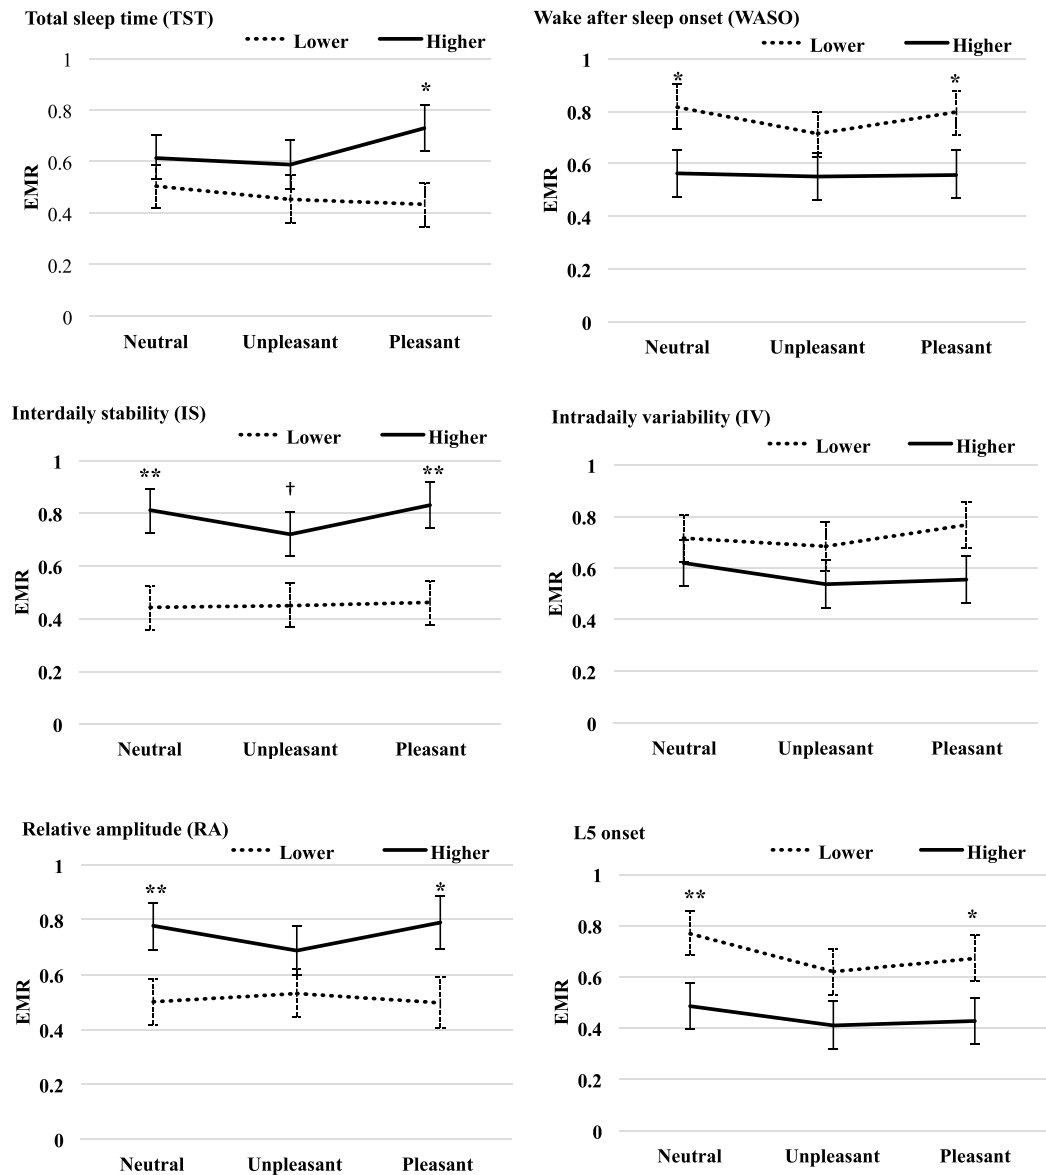 Total sleep time (TST)
Lower Higher
1
*
0.8
0.6
0.4
0.2
0
EMR
Neutral Unpleasant Pleasant
Wake after sleep onset (WASO)
Lower Higher
1
* *
0.8
0.6
0.4
0.2
0
EMR
Neutral Unpleasant Pleasant
Interdaily stability (IS)
Lower Higher
1
** † **
0.8
0.6
0.4
0.2
0
EMR
Neutral Unpleasant Pleasant
Intradaily variability (IV)
Lower Higher
1
0.8
0.6
0.4
0.2
0
EMR
Neutral Unpleasant Pleasant
Relative amplitude (RA)
Lower Higher
1
** *
0.8
0.6
0.4
0.2
0
EMR
Neutral Unpleasant Pleasant
L5 onset
Lower Higher
1
** *
0.8
0.6
0.4
0.2
0
EMR
Neutral Unpleasant Pleasant